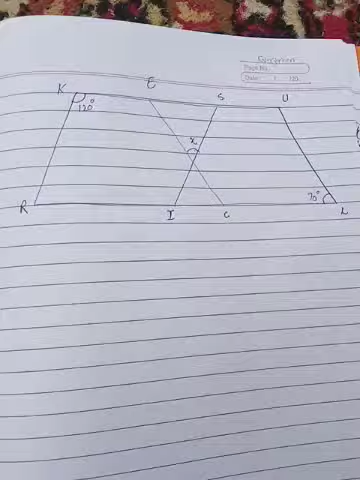 Page No.
Date: / /
K E S U
120°
x
70°
R I C L